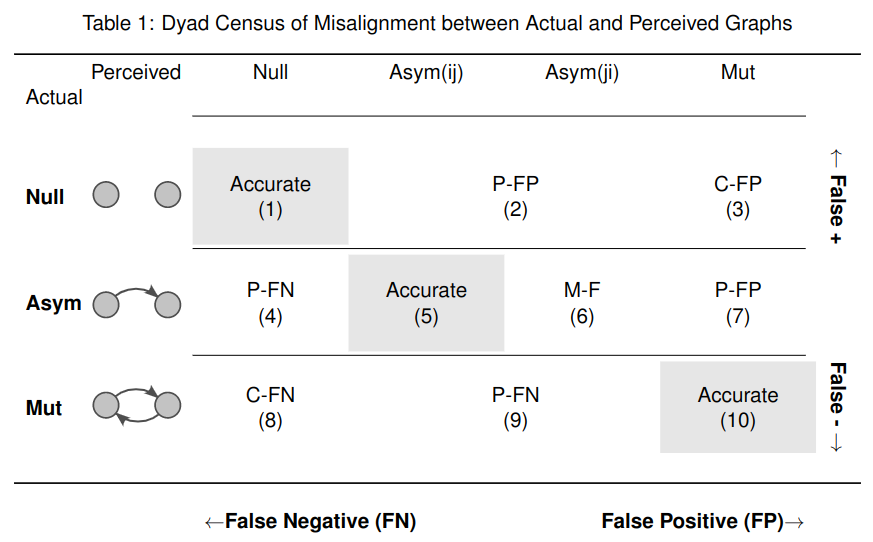 Table 1: Dyad Census of Misalignment between Actual and Perceived Graphs
Perceived Null Asym(ij) Asym(ji) Mut
Actual
Null Accurate P-FP C-FP
(1) (2) (3)
↑ False +
Asym P-FN Accurate M-F P-FP
(4) (5) (6) (7)
Mut C-FN P-FN Accurate
(8) (9) (10)
False - ↓
←False Negative (FN) False Positive (FP)→